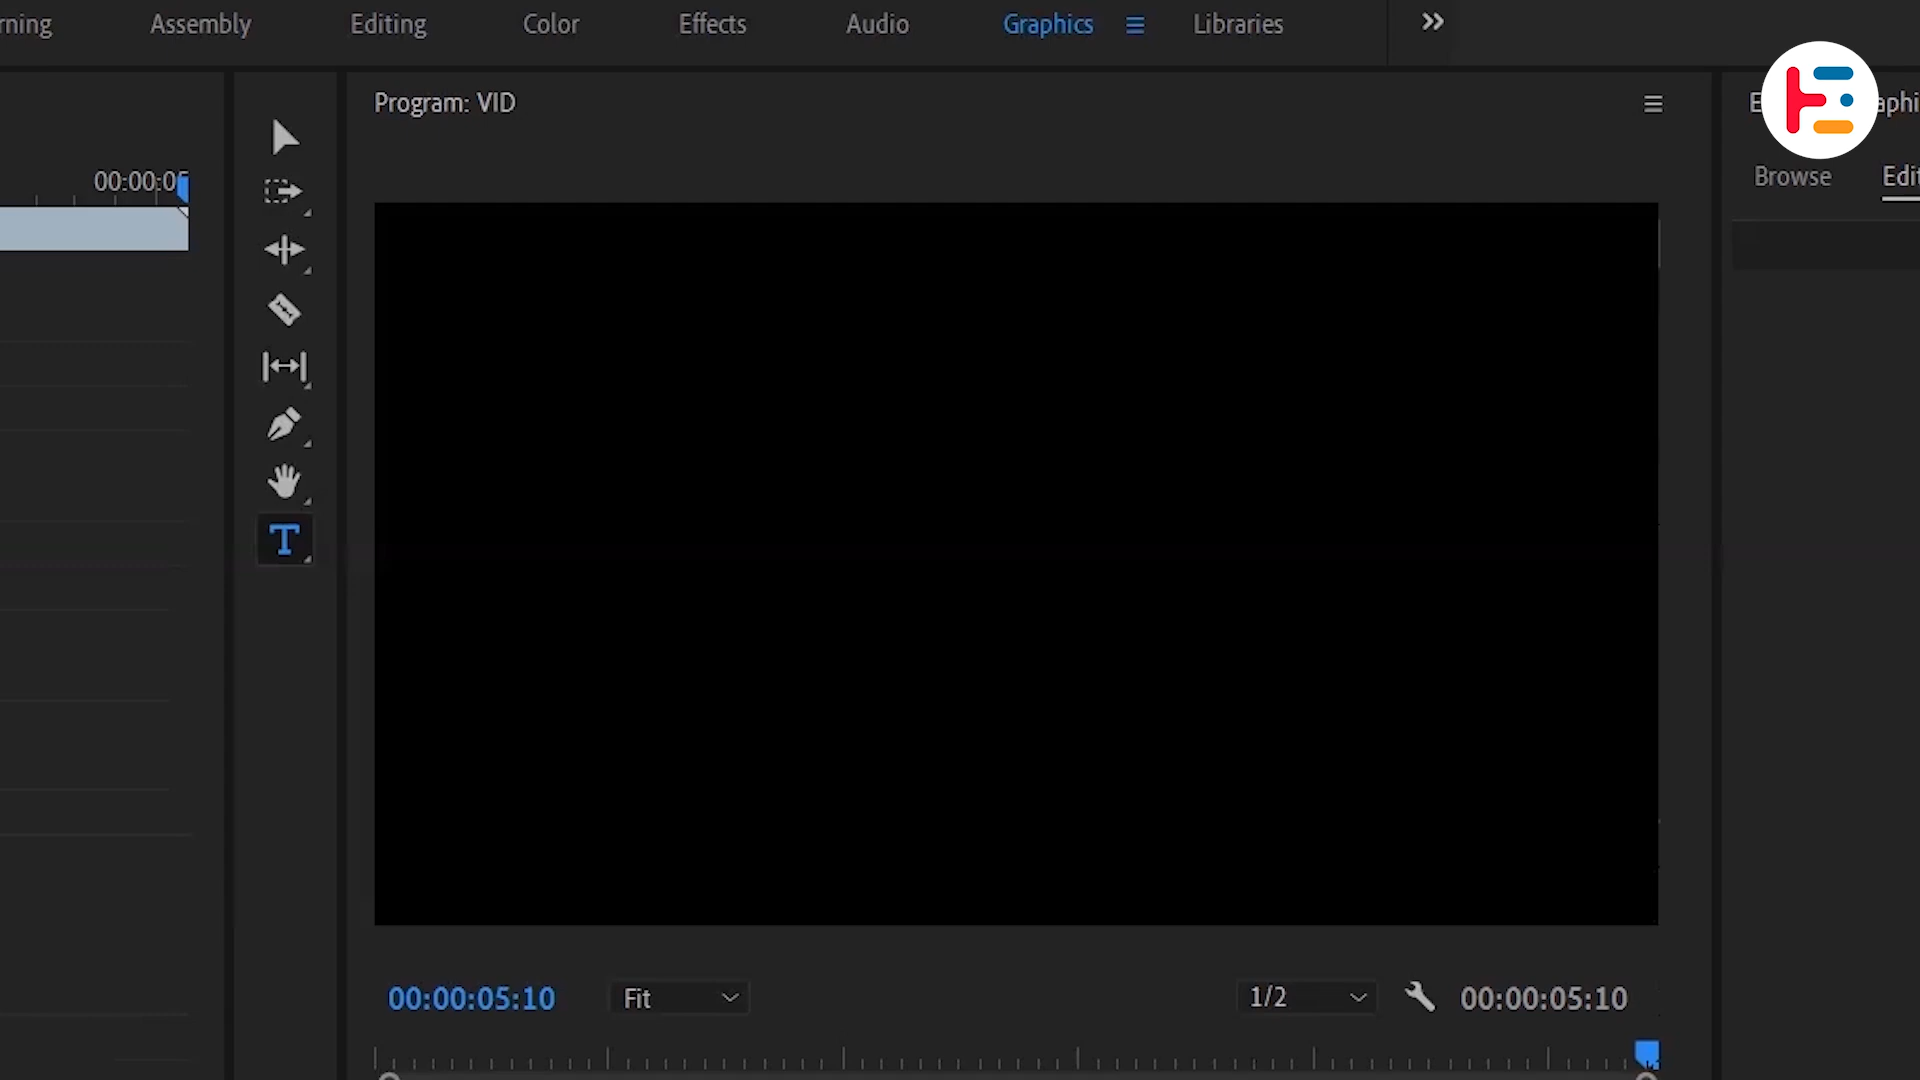 Assembly Editing Color Effects Audio Graphics Libraries
Program: VID
Browse
00:00:05:10 Fit 1/2 00:00:05:10